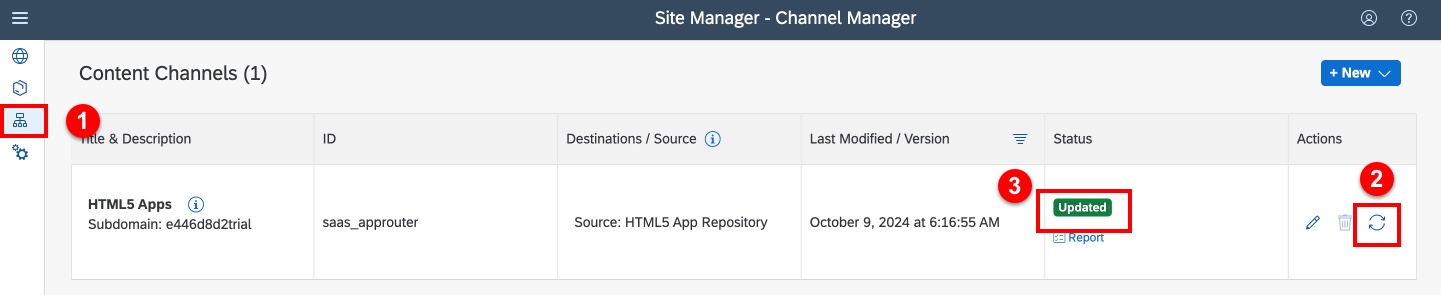 Site Manager - Channel Manager
Content Channels (1)
+ New
1
Title & Description
ID
Destinations / Source
Last Modified / Version
Status
Actions
3
2
HTML5 Apps
Subdomain: e446d8d2trial
saas_approuter
Source: HTML5 App Repository
October 9, 2024 at 6:16:55 AM
Updated
Report